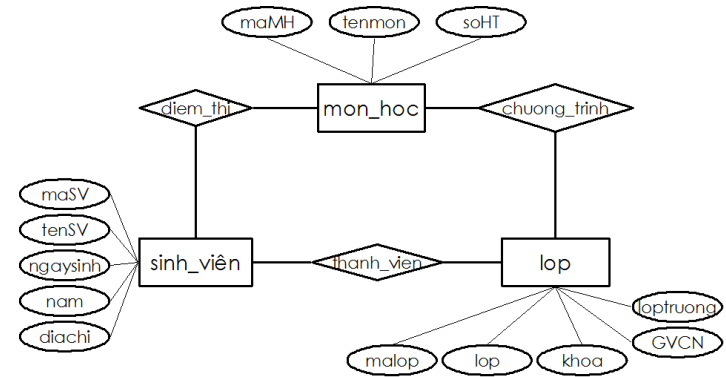 maMH tenmon soHT
diem_thi mon_hoc chuong_trinh
maSV
tenSV
ngaysinh
nam
diachi
sinh_viên thanh_vien lop
loptruong
GVCN
malop lop khoa